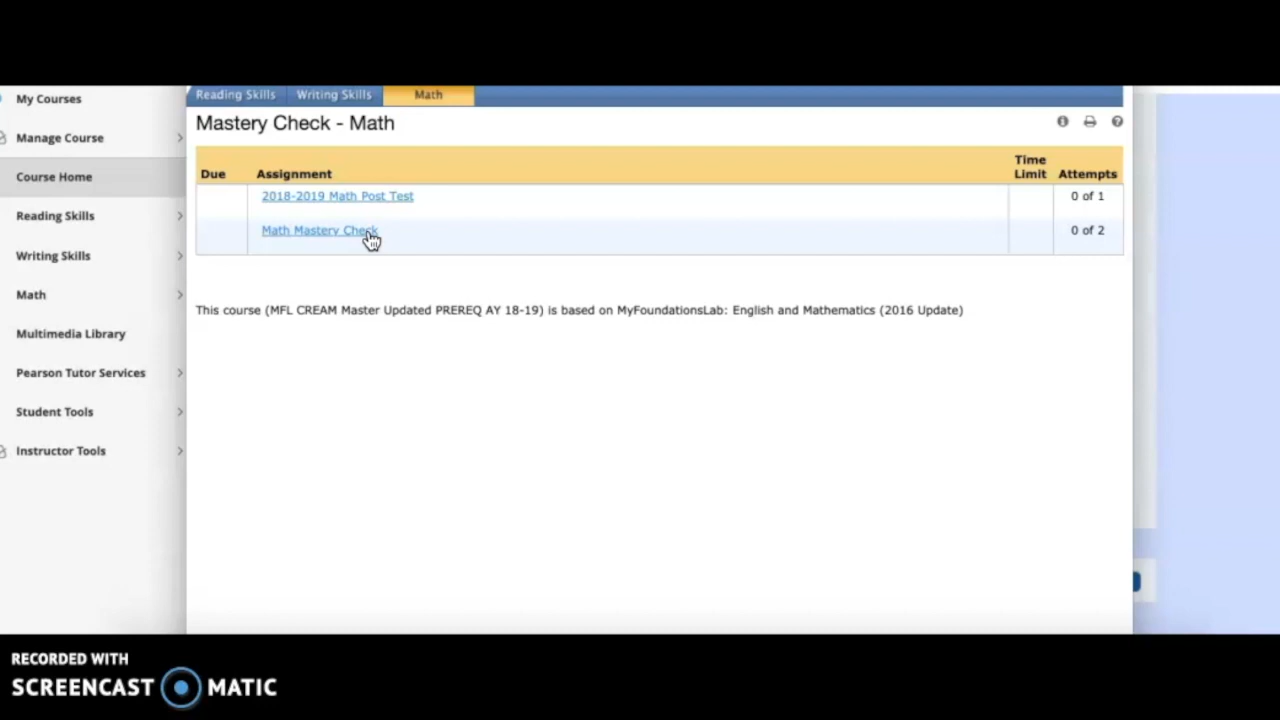 My Courses
Manage Course
Course Home
Reading Skills
Writing Skills
Math
Multimedia Library
Pearson Tutor Services
Student Tools
Instructor Tools
Reading Skills Writing Skills Math
Mastery Check - Math
Due Assignment Time Limit Attempts
2018-2019 Math Post Test 0 of 1
Math Mastery Check 0 of 2
This course (MFL CREAM Master Updated PREREQ AY 18-19) is based on MyFoundationsLab: English and Mathematics (2016 Update)
RECORDED WITH
SCREENCAST MATIC